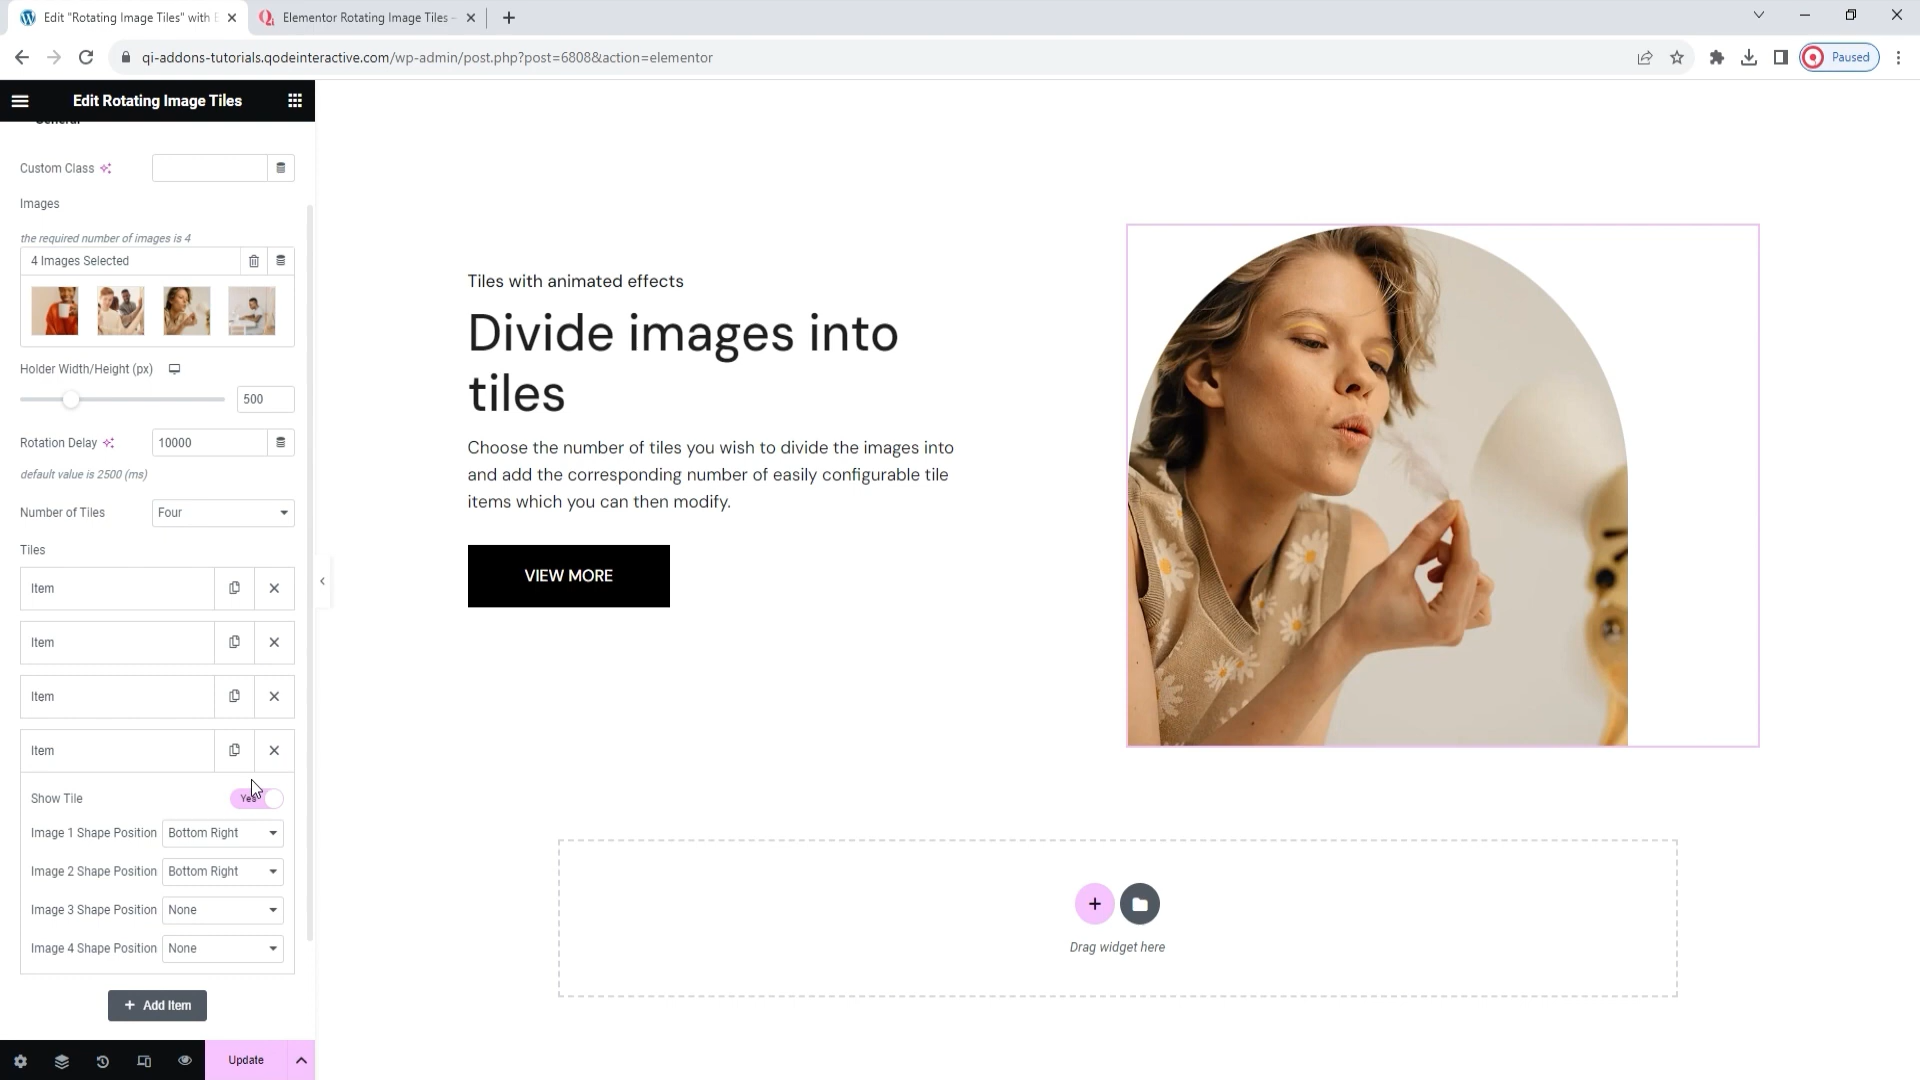 Edit "Rotating Image Tiles" with E
Elementor Rotating Image Tiles -
qi-addons-tutorials.qodeinteractive.com/wp-admin/post.php?post=6808&action=elementor
Paused
Edit Rotating Image Tiles
General
Custom Class
Images
the required number of images is 4
4 Images Selected
Holder Width/Height (px)
500
Rotation Delay
10000
default value is 2500 (ms)
Number of Tiles
Four
Tiles
Item
Item
Item
Item
Show Tile
Yes
Image 1 Shape Position
Bottom Right
Image 2 Shape Position
Bottom Right
Image 3 Shape Position
None
Image 4 Shape Position
None
+ Add Item
Update
Tiles with animated effects
Divide images into
tiles
Choose the number of tiles you wish to divide the images into
and add the corresponding number of easily configurable tile
items which you can then modify.
VIEW MORE
Drag widget here